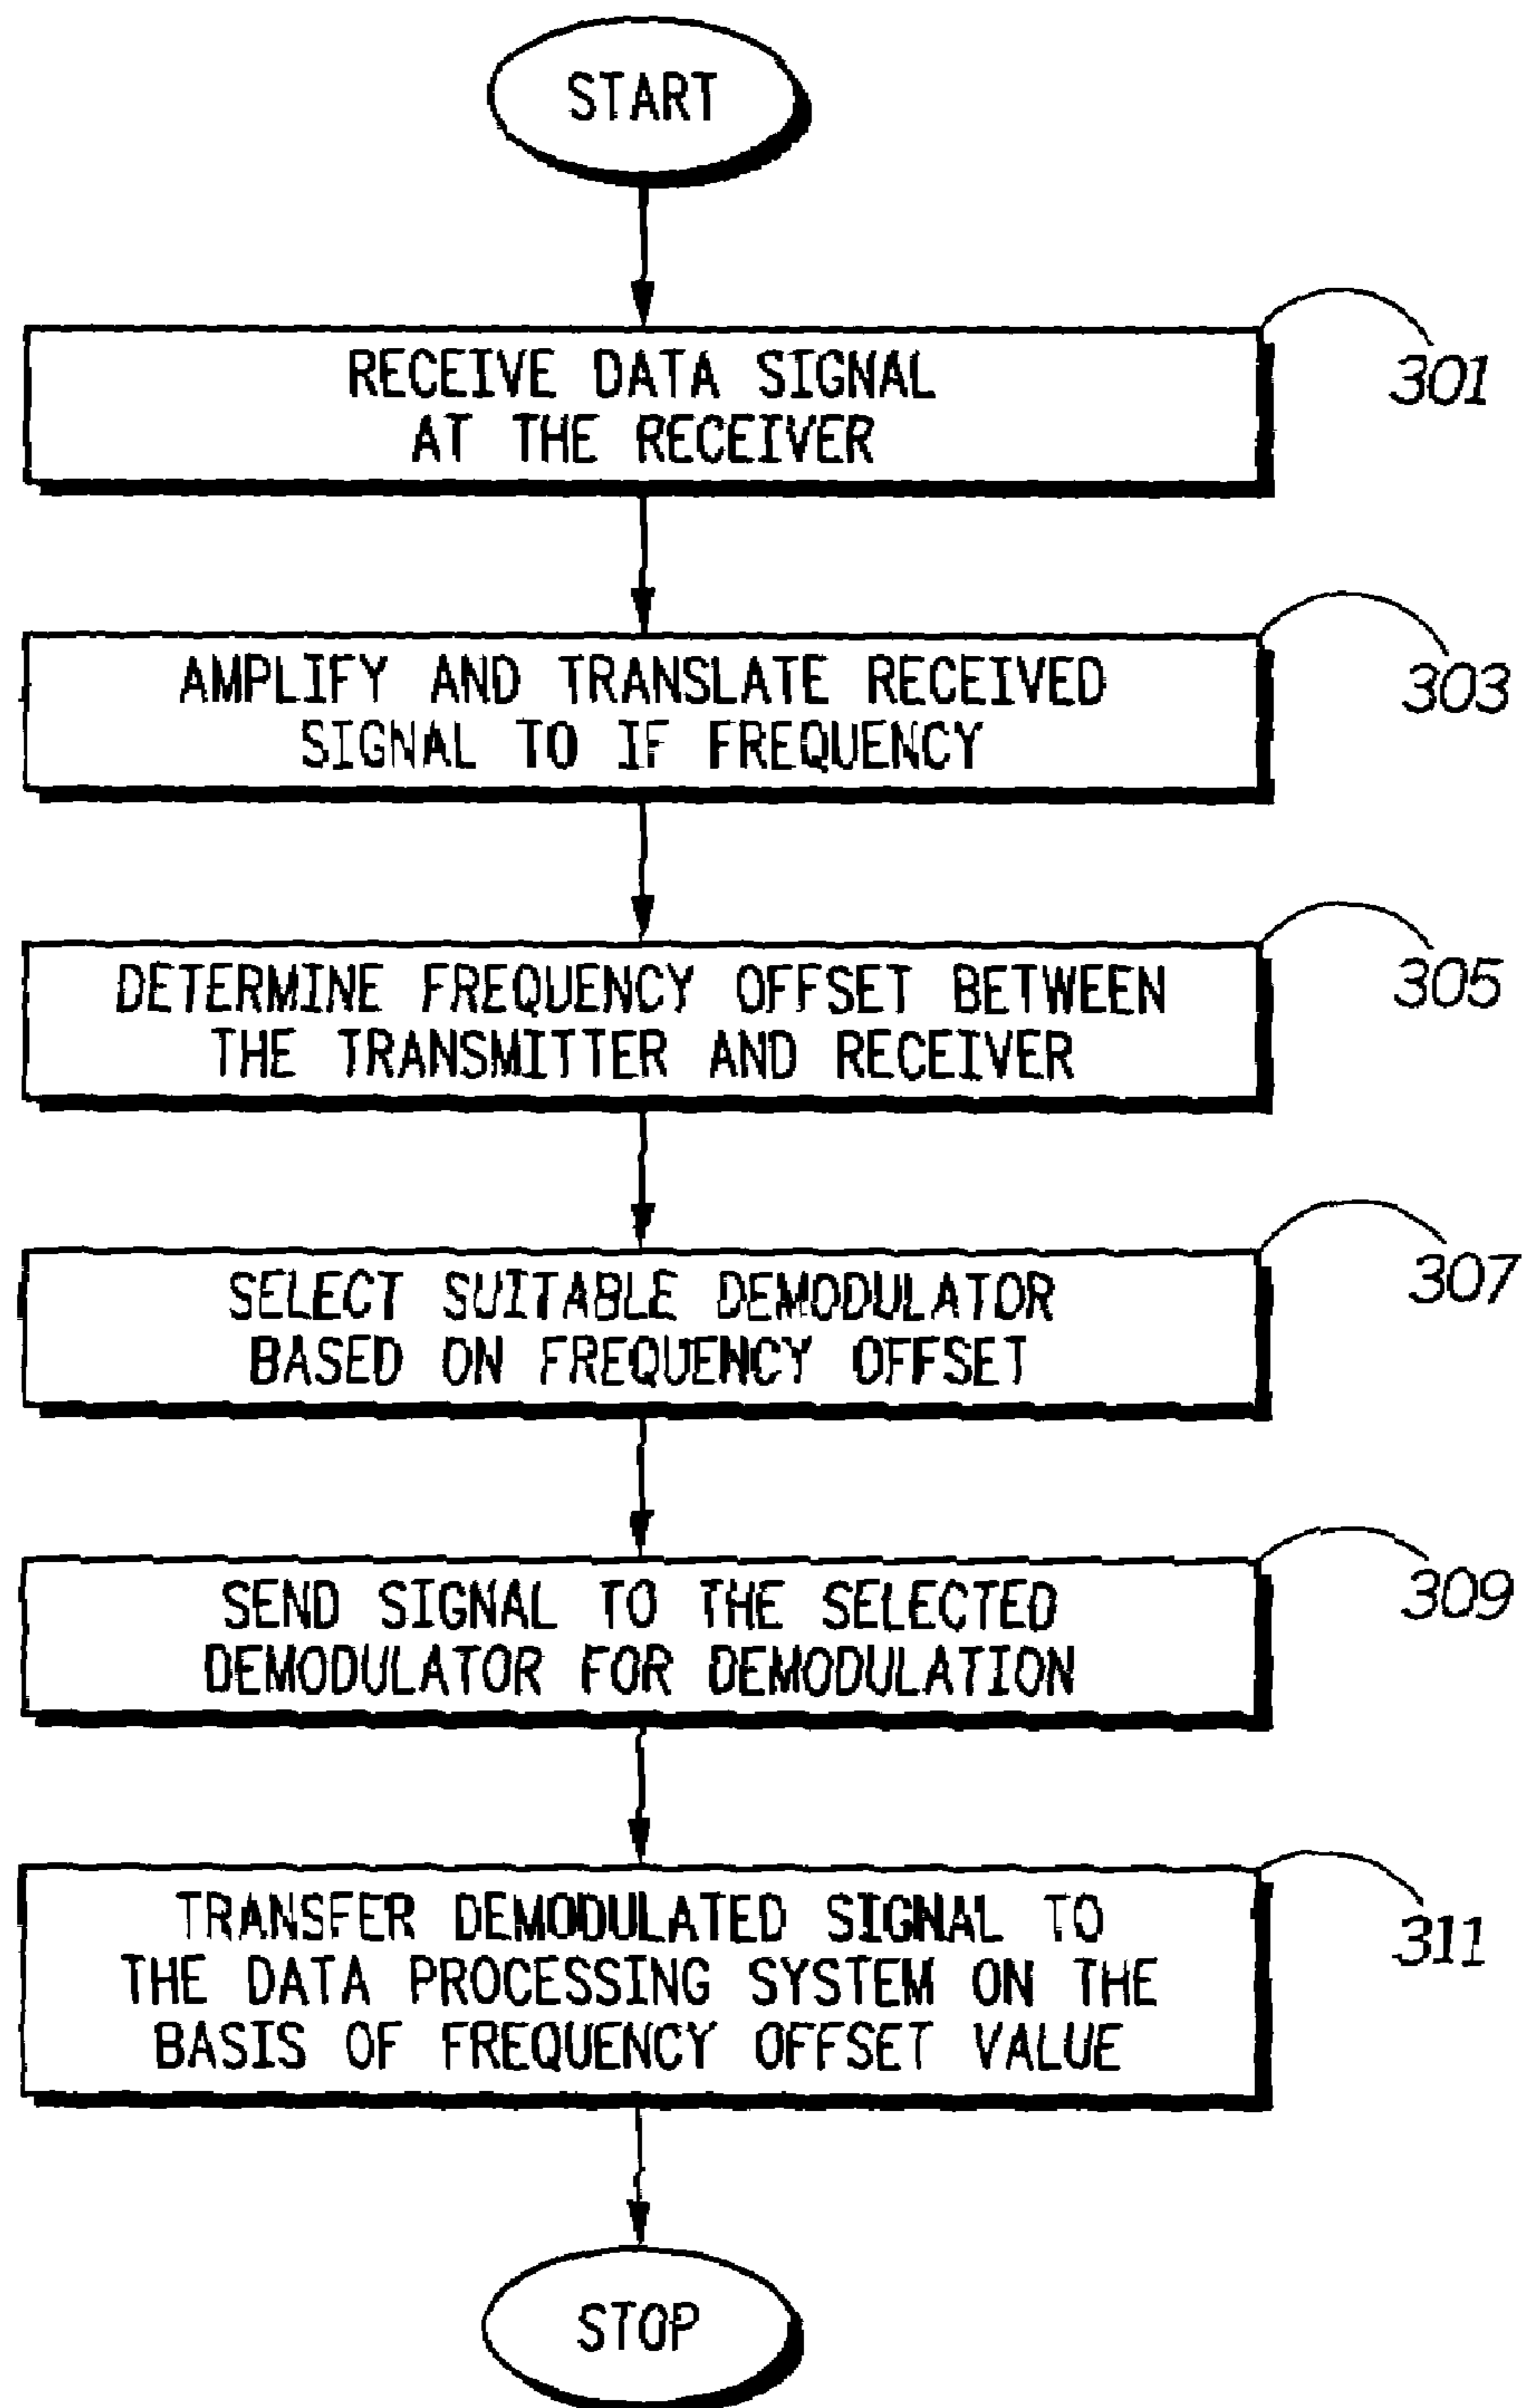 START
RECEIVE DATA SIGNAL
AT THE RECEIVER
301
AMPLIFY AND TRANSLATE RECEIVED
SIGNAL TO IF FREQUENCY
303
DETERMINE FREQUENCY OFFSET BETWEEN
THE TRANSMITTER AND RECEIVER
305
SELECT SUITABLE DEMODULATOR
BASED ON FREQUENCY OFFSET
307
SEND SIGNAL TO THE SELECTED
DEMODULATOR FOR DEMODULATION
309
TRANSFER DEMODULATED SIGNAL TO
THE DATA PROCESSING SYSTEM ON THE
BASIS OF FREQUENCY OFFSET VALUE
311
STOP